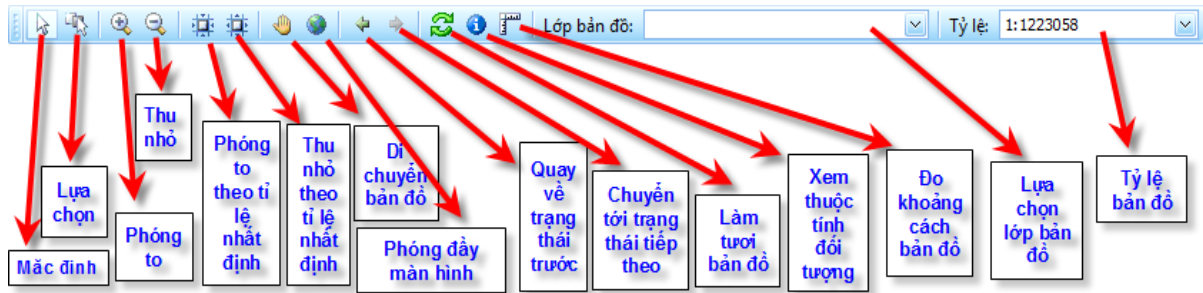 Lớp bản đồ:
Tỷ lệ: 1:1223058
Mặc đinh
Lựa
chọn
Phóng
to
Thu
nhỏ
Phóng
to
theo tỉ
lệ
nhất
định
Thu
nhỏ
theo
tỉ lệ
nhất
định
Di
chuyển
bản đồ
Phóng đầy
màn hình
Quay
về
trạng
thái
trước
Chuyển
tới trạng
thái tiếp
theo
Làm
tươi
bản đồ
Xem
thuộc
tính
đối
tượng
Đo
khoảng
cách
bản đồ
Lựa
chọn
lớp bản
đồ
Tỷ lệ
bản đồ